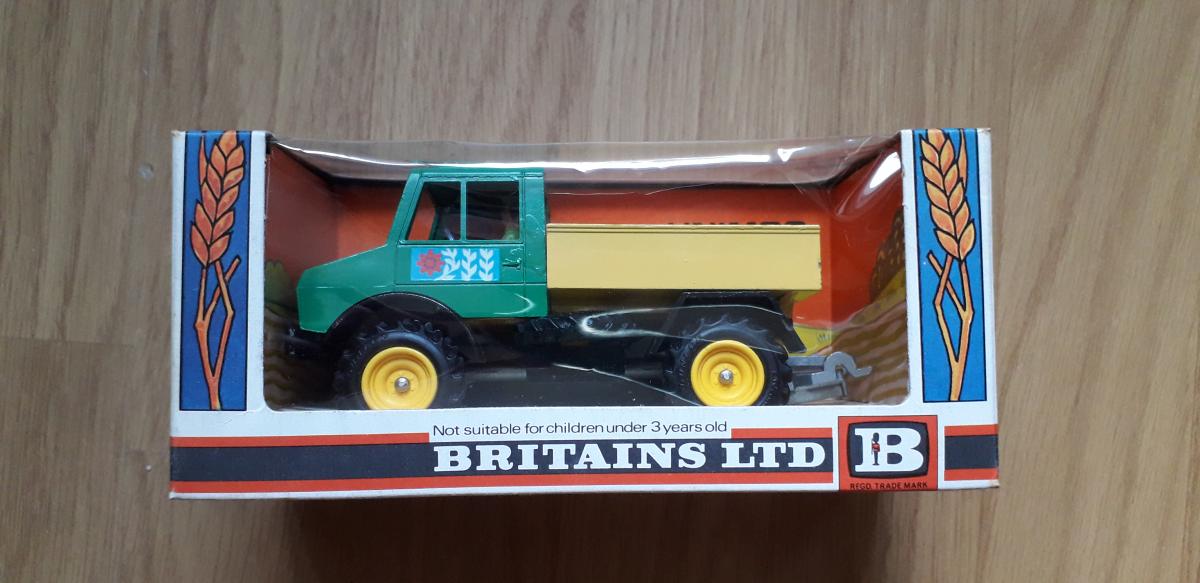 Not suitable for children under 3 years old
BRITAINS LTD
B
REGD. TRADE MARK